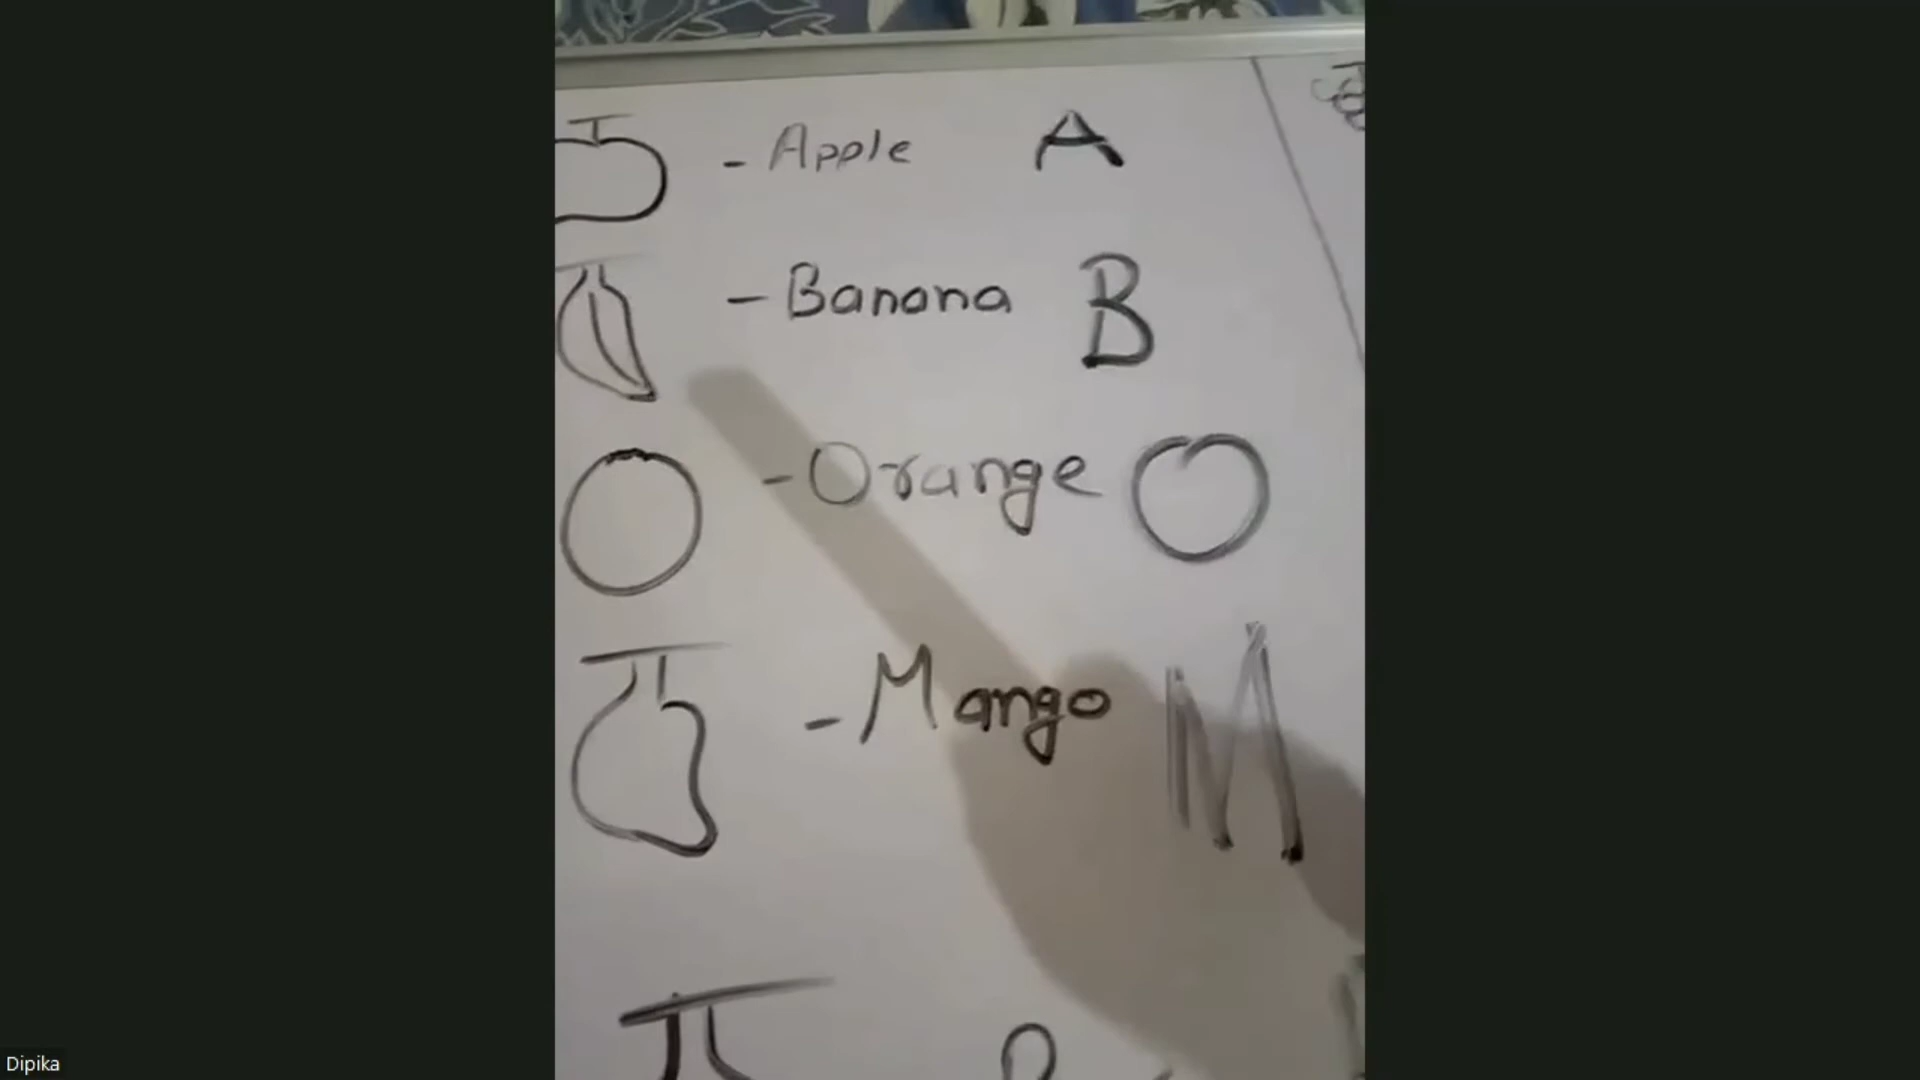 - Apple A
- Banana B
- Orange O
- Mango M
Dipika